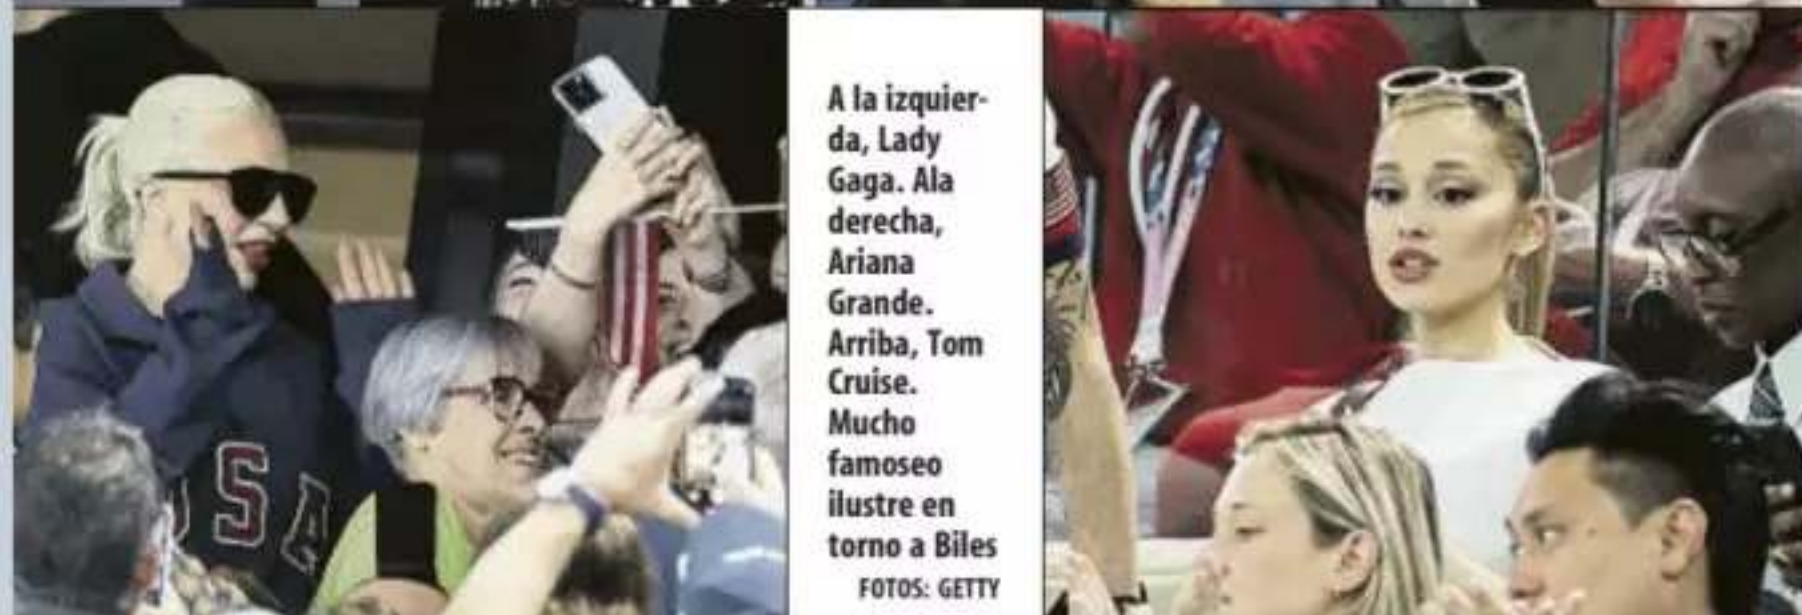 A la izquier-
da, Lady
Gaga. Ala
derecha,
Ariana
Grande.
Arriba, Tom
Cruise.
Mucho
famoseo
ilustre en
torno a Biles
FOTOS: GETTY
USA